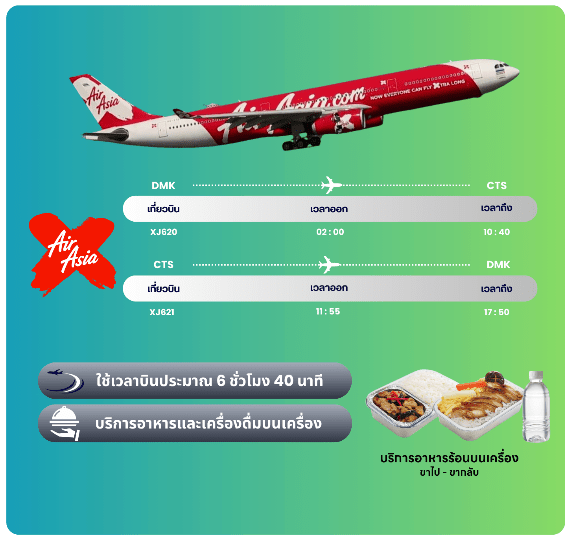 Air
Asia
AirAsia.com
NOW EVERYONE CAN FLY XTRA LONG
DMK CTS
เที่ยวบิน เวลาออก เวลาถึง
XJ620 02 : 00 10 : 40
Air
Asia
CTS DMK
เที่ยวบิน เวลาออก เวลาถึง
XJ621 11 : 55 17 : 50
ใช้เวลาบินประมาณ 6 ชั่วโมง 40 นาที
บริการอาหารและเครื่องดื่มบนเครื่อง
บริการอาหารร้อนบนเครื่อง
ขาไป - ขากลับ